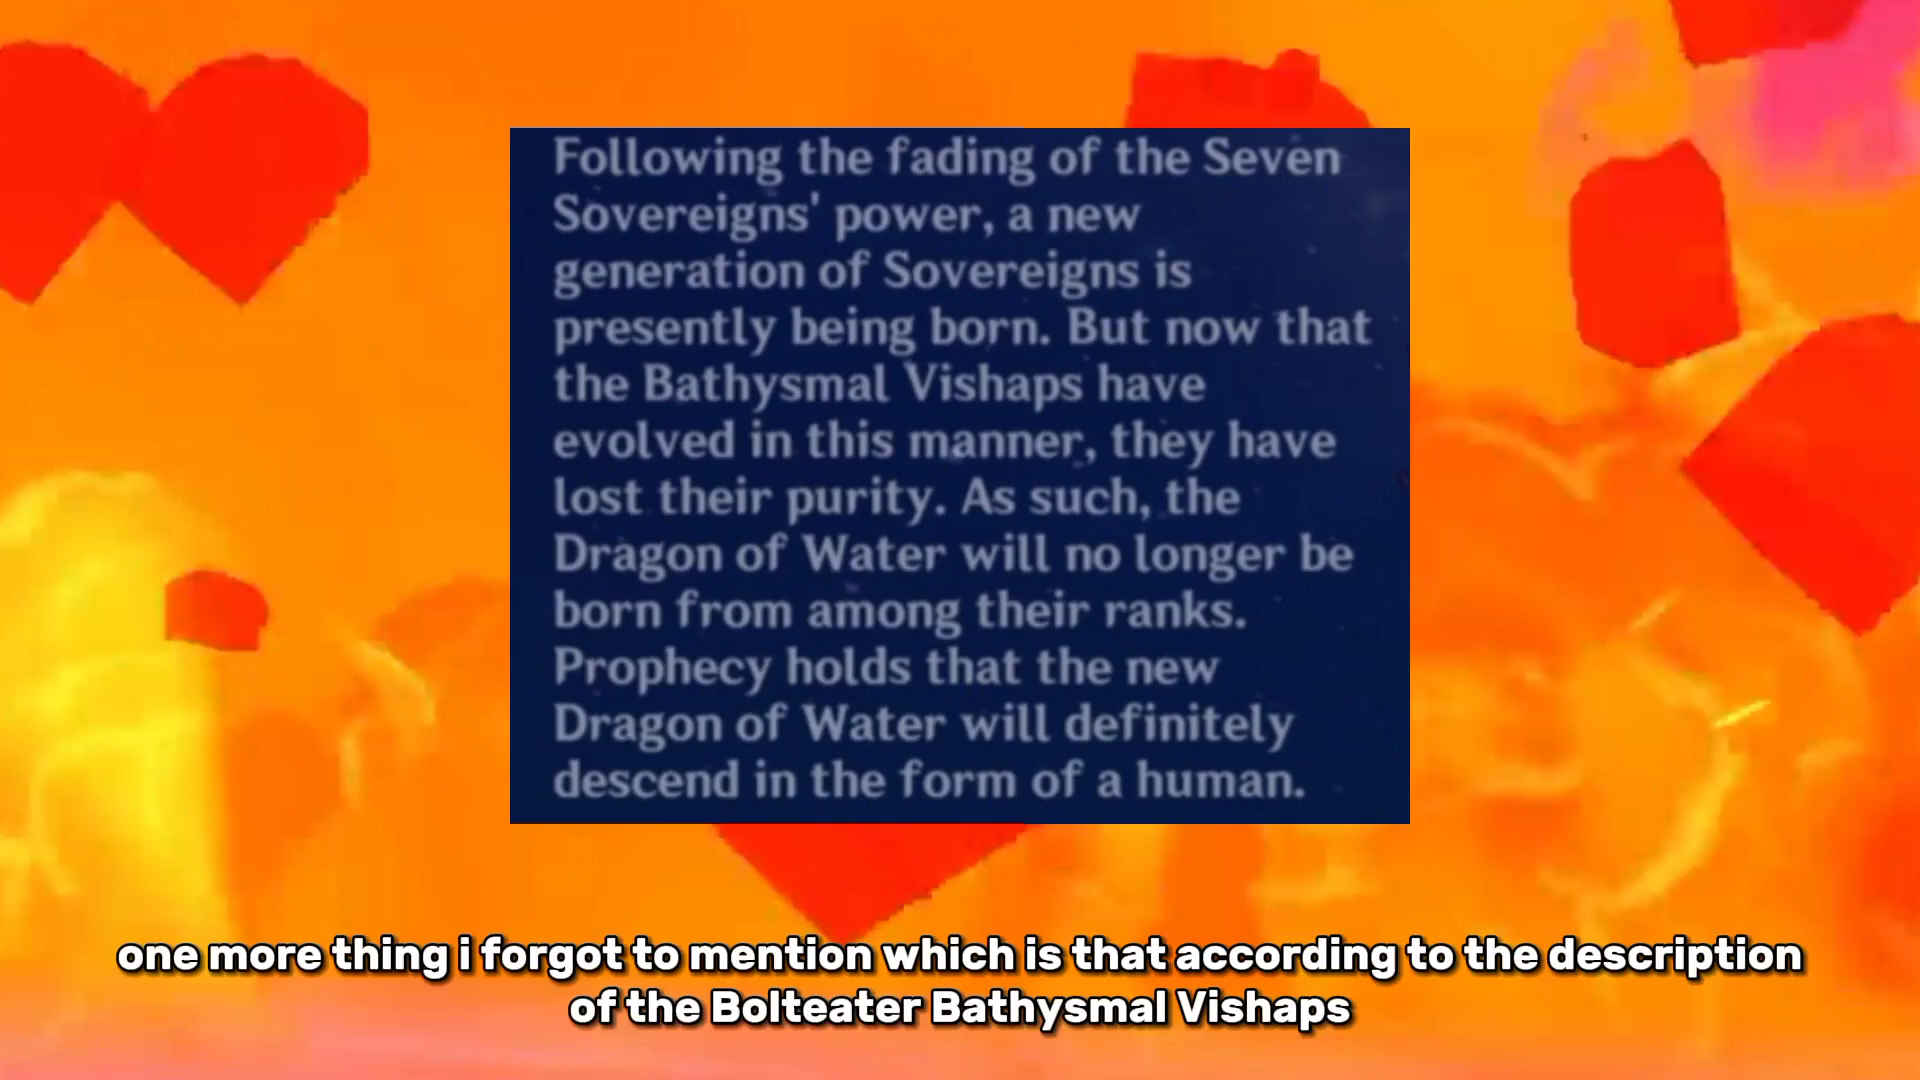 Following the fading of the Seven
Sovereigns' power, a new
generation of Sovereigns is
presently being born. But now that
the Bathysmal Vishaps have
evolved in this manner, they have
lost their purity. As such, the
Dragon of Water will no longer be
born from among their ranks.
Prophecy holds that the new
Dragon of Water will definitely
descend in the form of a human.
one more thing i forgot to mention which is that according to the description
of the Bolteater Bathysmal Vishaps